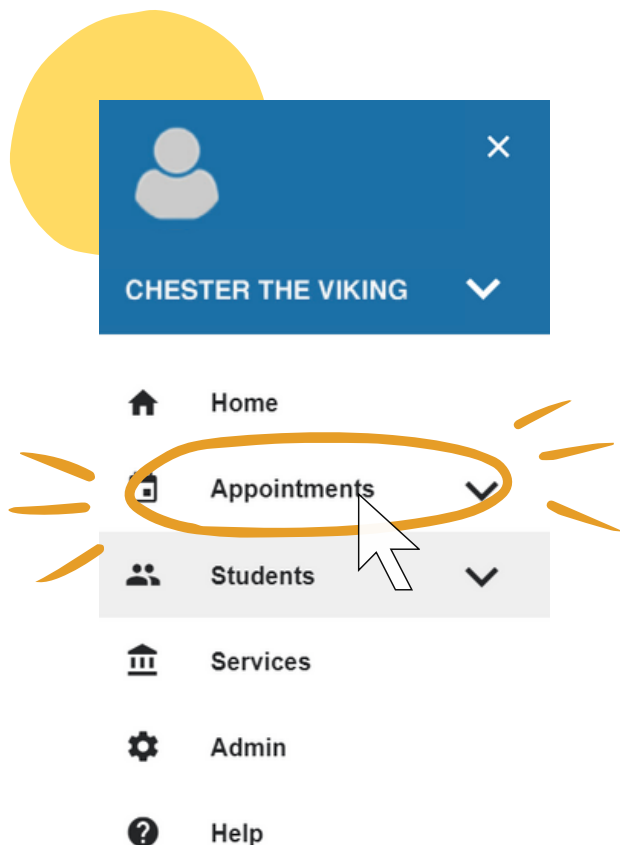 CHESTER THE VIKING
Home
Appointments
Students
Services
Admin
Help